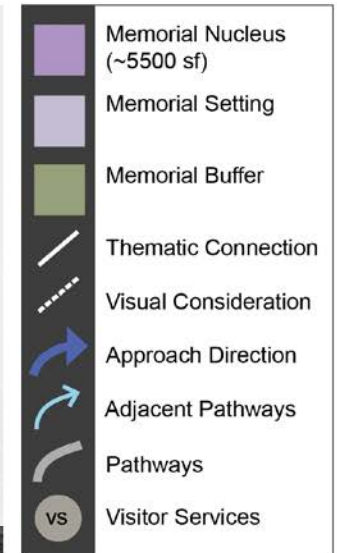 Memorial Nucleus
(~5500 sf)
Memorial Setting
Memorial Buffer
Thematic Connection
Visual Consideration
Approach Direction
Adjacent Pathways
Pathways
VS Visitor Services